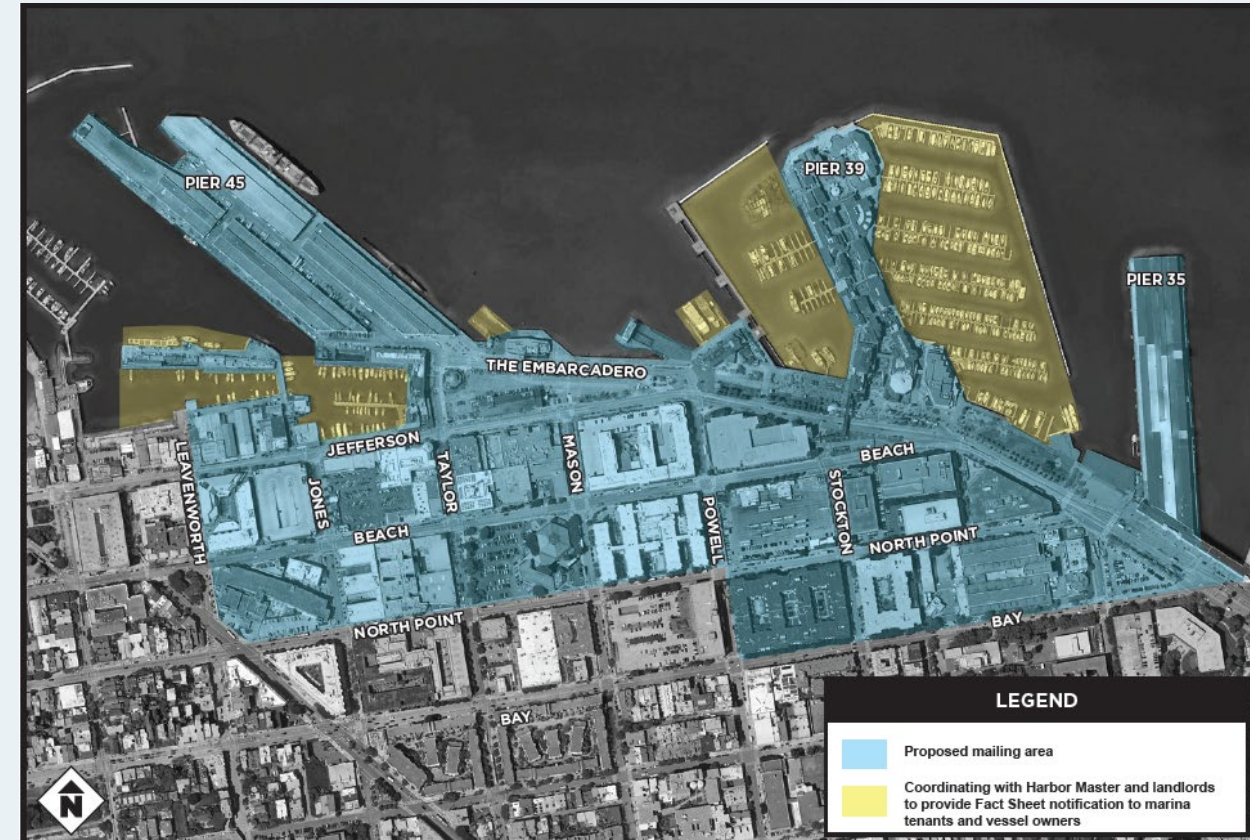 PIER 45
PIER 39
PIER 35
THE EMBARCADERO
JEFFERSON
LEAVENWORTH
JONES
TAYLOR
MASON
BEACH
BEACH
POWELL
STOCKTON
NORTH POINT
NORTH POINT
BAY
BAY
N
LEGEND
Proposed mailing area
Coordinating with Harbor Master and landlords
to provide Fact Sheet notification to marina
tenants and vessel owners